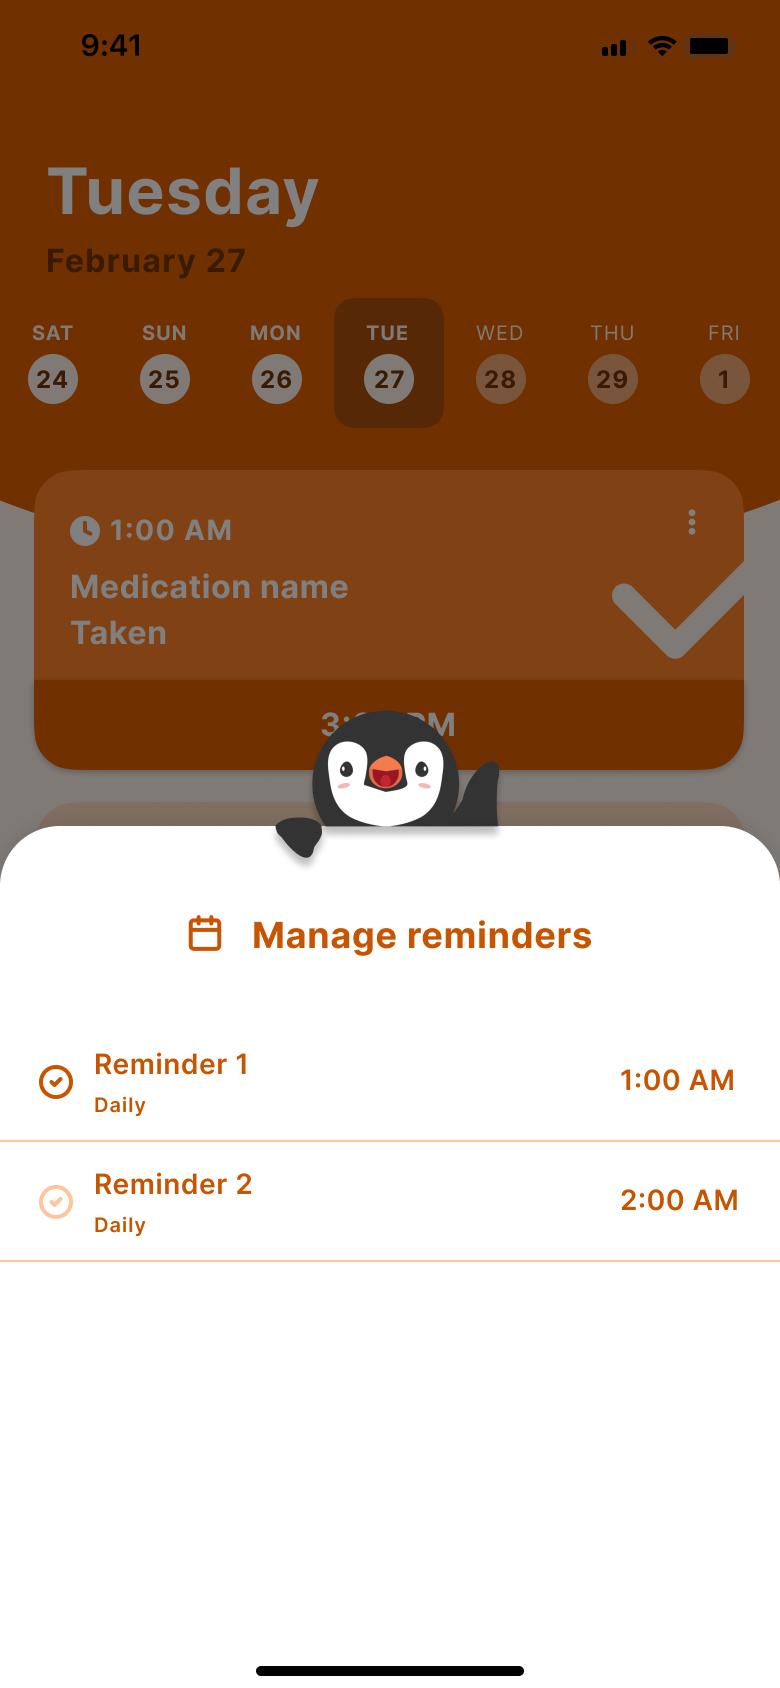 9:41
Tuesday
February 27
SAT SUN MON TUE WED THU FRI
24 25 26 27 28 29 1
1:00 AM
Medication name
Taken
Manage reminders
Reminder 1
Daily
1:00 AM
Reminder 2
Daily
2:00 AM